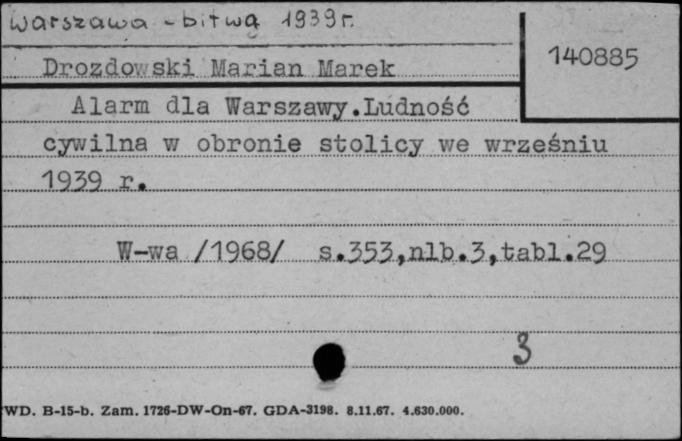 warszawa - bitwa 1939 r.
140885
Drozdowski Marian Marek
Alarm dla Warszawy.Ludność
cywilna w obronie stolicy we wrześniu
1939 r.
W-wa /1968/ s.353,nlb.3,tabl.29
3
WD. B-15-b. Zam. 1726-DW-On-67. GDA-3198. 8.11.67. 4.630.000.